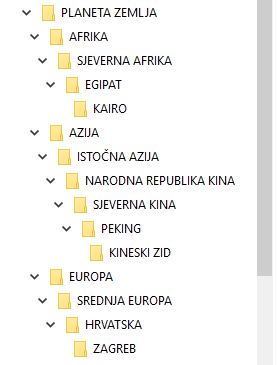 PLANETA ZEMLJA
AFRIKA
SJEVERNA AFRIKA
EGIPAT
KAIRO
AZIJA
ISTOČNA AZIJA
NARODNA REPUBLIKA KINA
SJEVERNA KINA
PEKING
KINESKI ZID
EUROPA
SREDNJA EUROPA
HRVATSKA
ZAGREB